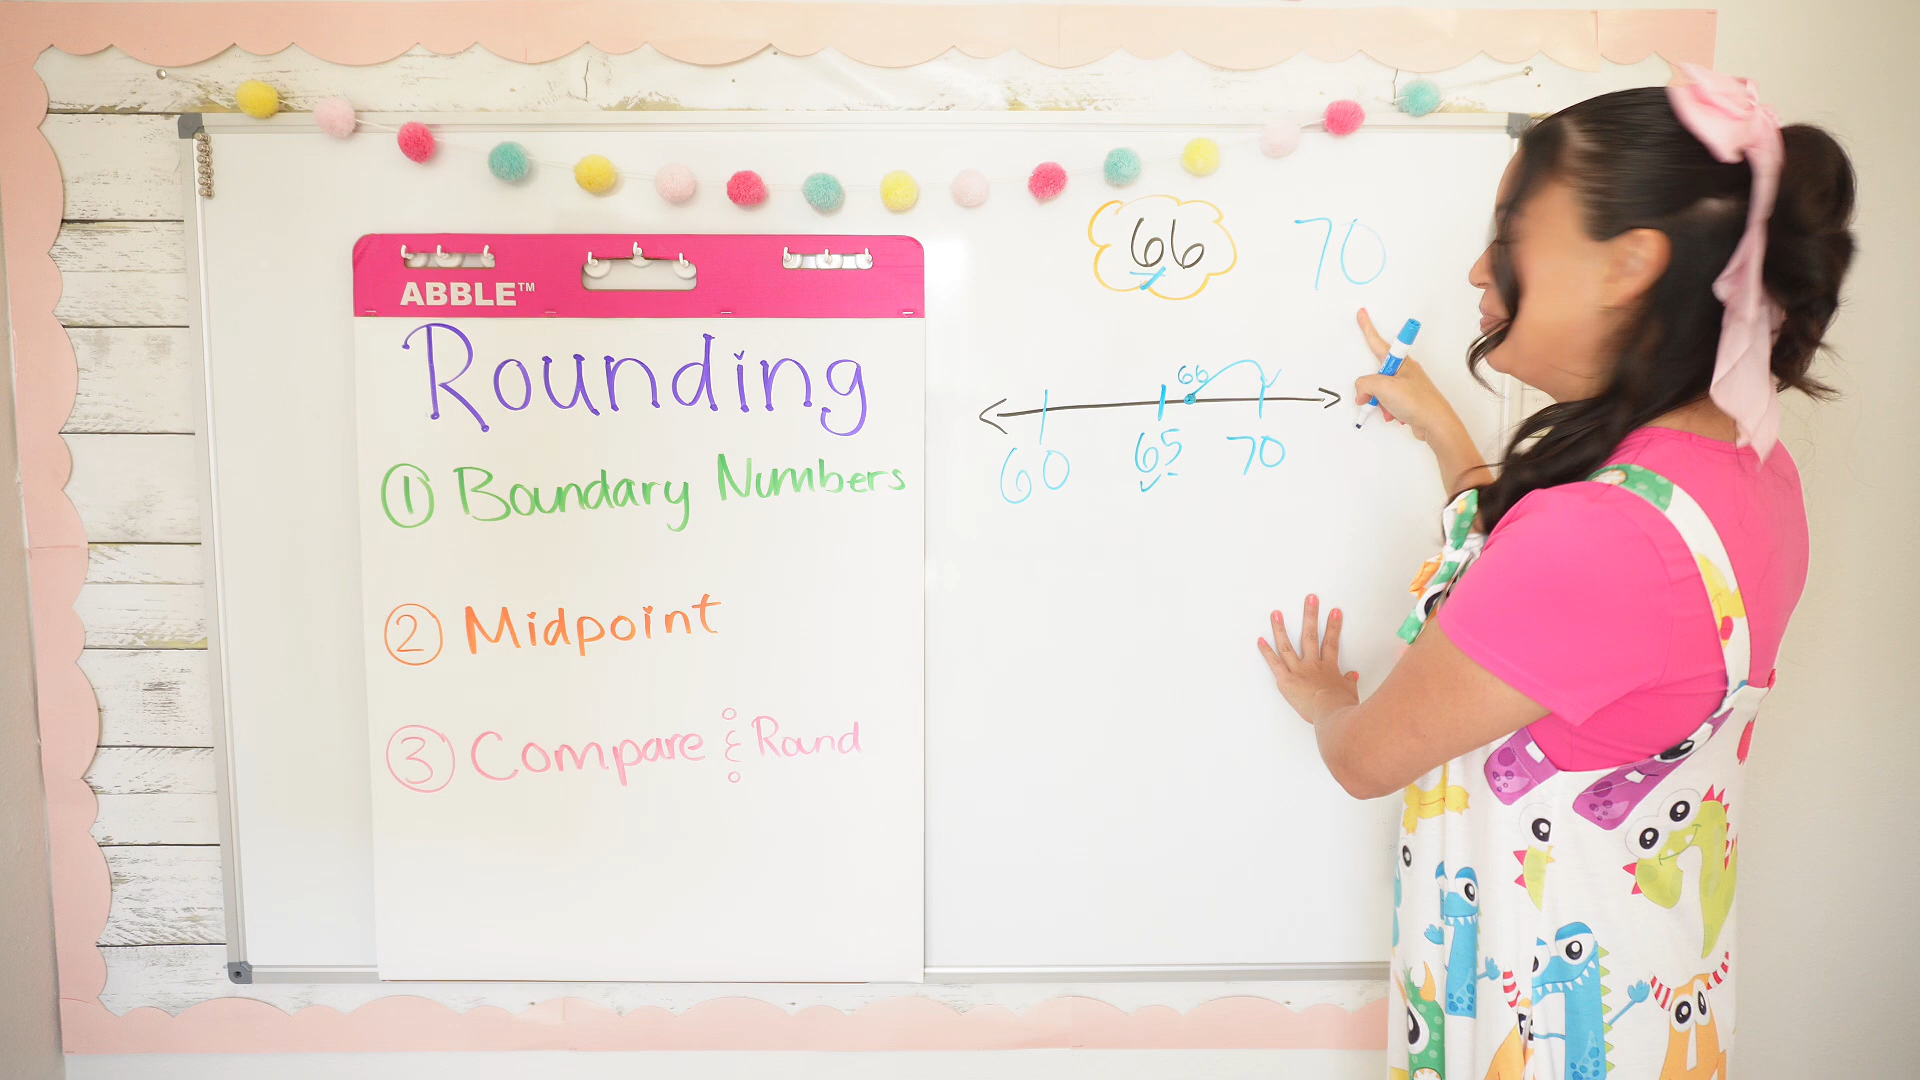 ABBLE™
Rounding
① Boundary Numbers
② Midpoint
③ Compare & Round
66 70
66
60 65 70